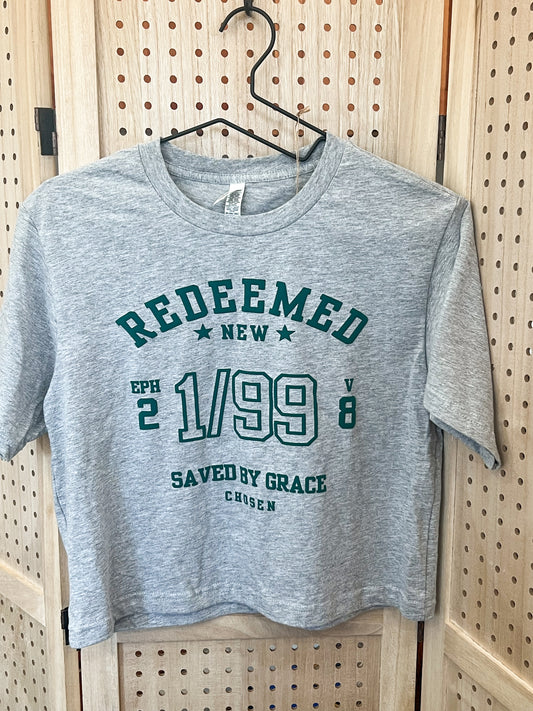 REDEEMED
★ NEW ★
EPH 1/99 V
2 8
SAVED BY GRACE
CHOSEN